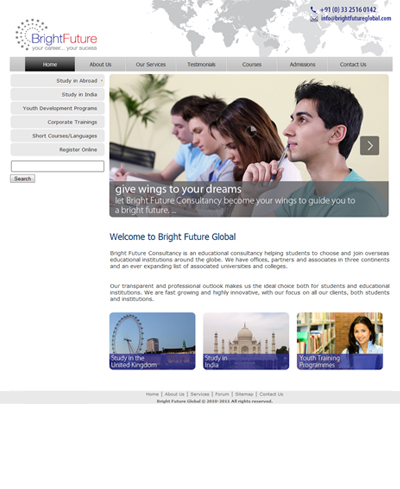 +91 (0) 33 2516 0142
info@brightfutureglobal.com
BrightFuture
your career... your success
Home About Us Our Services Testimonials Courses Admissions Contact Us
Study in Abroad
Study in India
Youth Development Programs
Corporate Trainings
Short Courses/Languages
Register Online
Search
give wings to your dreams
let Bright Future Consultancy become your wings to guide you to
a bright future. ...
Welcome to Bright Future Global
Bright Future Consultancy is an educational consultancy helping students to choose and join overseas
educational institutions around the globe. We have offices, partners and associates in three continents
and an ever expanding list of associated universities and colleges.
Our transparent and professional outlook makes us the ideal choice both for students and educational
institutions. We are fast growing and highly innovative, with our focus on all our clients, both students
and institutions.
Study in the
United Kingdom
Study in
India
Youth Training
Programmes
Home | About Us | Services | Forum | Sitemap | Contact Us
Bright Future Global © 2010-2011 All rights reserved.